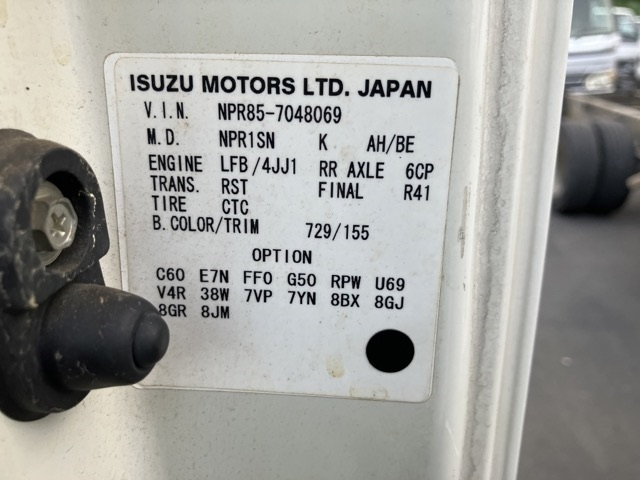 ISUZU MOTORS LTD. JAPAN
V.I.N. NPR85-7048069
M.D. NPR1SN K AH/BE
ENGINE LFB/4JJ1 RR AXLE 6CP
TRANS. RST FINAL R41
TIRE CTC
B.COLOR/TRIM 729/155
OPTION
C60 E7N FF0 G50 RPW U69
V4R 38W 7VP 7YN 8BX 8GJ
8GR 8JM